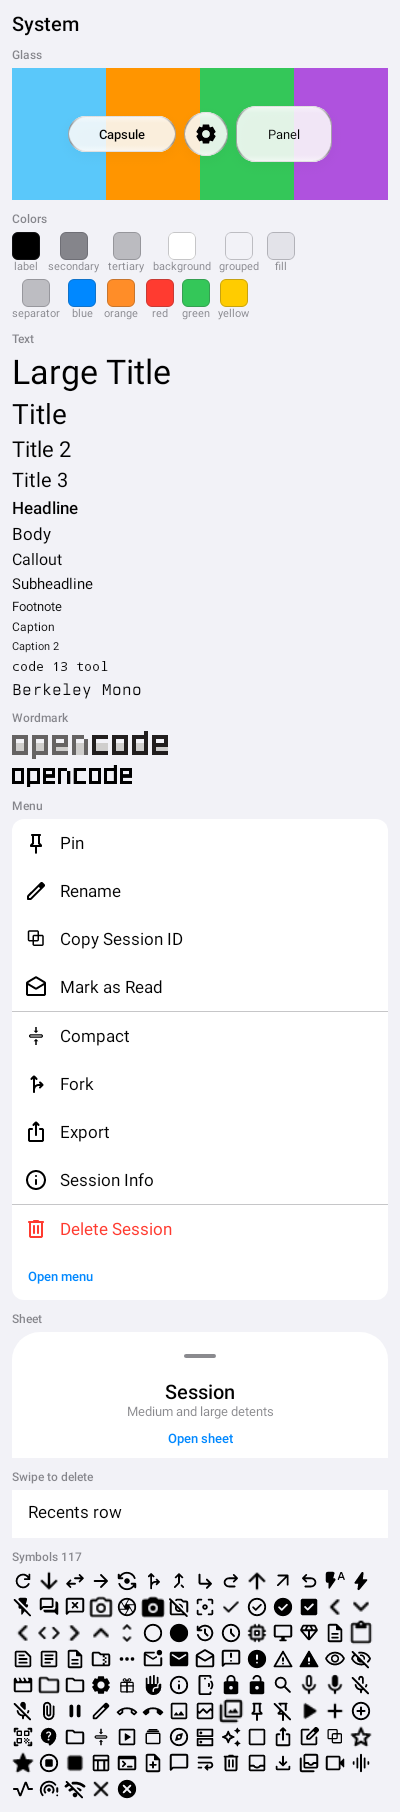 System
Glass
Capsule
Panel
Colors
label secondary tertiary background grouped fill
separator blue orange red green yellow
Text
Large Title
Title
Title 2
Title 3
Headline
Body
Callout
Subheadline
Footnote
Caption
Caption 2
code 13 tool
Berkeley Mono
Wordmark
opencode
opencode
Menu
Pin
Rename
Copy Session ID
Mark as Read
Compact
Fork
Export
Session Info
Delete Session
Open menu
Sheet
Session
Medium and large detents
Open sheet
Swipe to delete
Recents row
Symbols 117